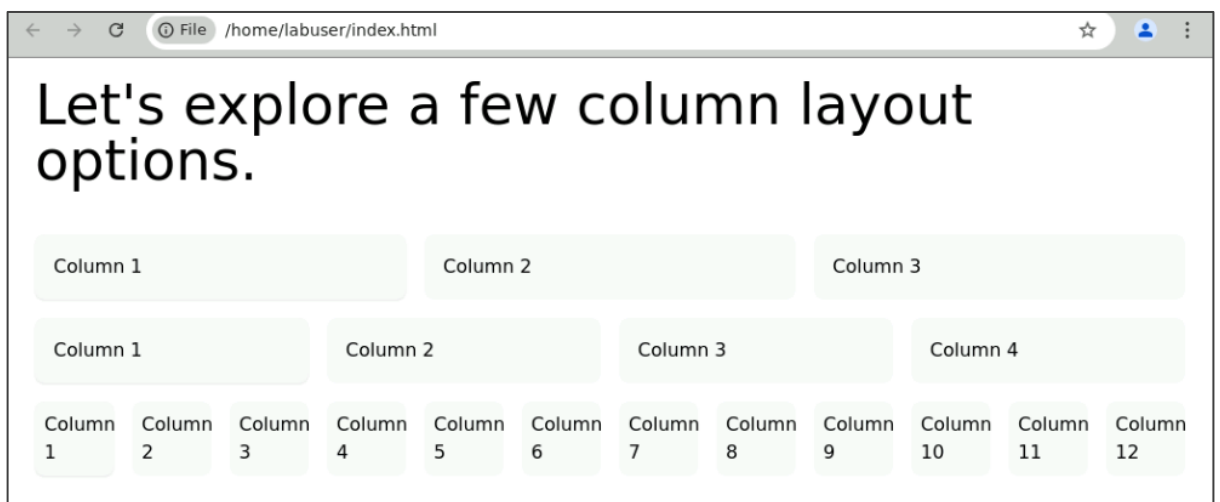 File /home/labuser/index.html
Let's explore a few column layout
options.
Column 1 Column 2 Column 3
Column 1 Column 2 Column 3 Column 4
Column Column Column Column Column Column Column Column Column Column Column Column
1 2 3 4 5 6 7 8 9 10 11 12